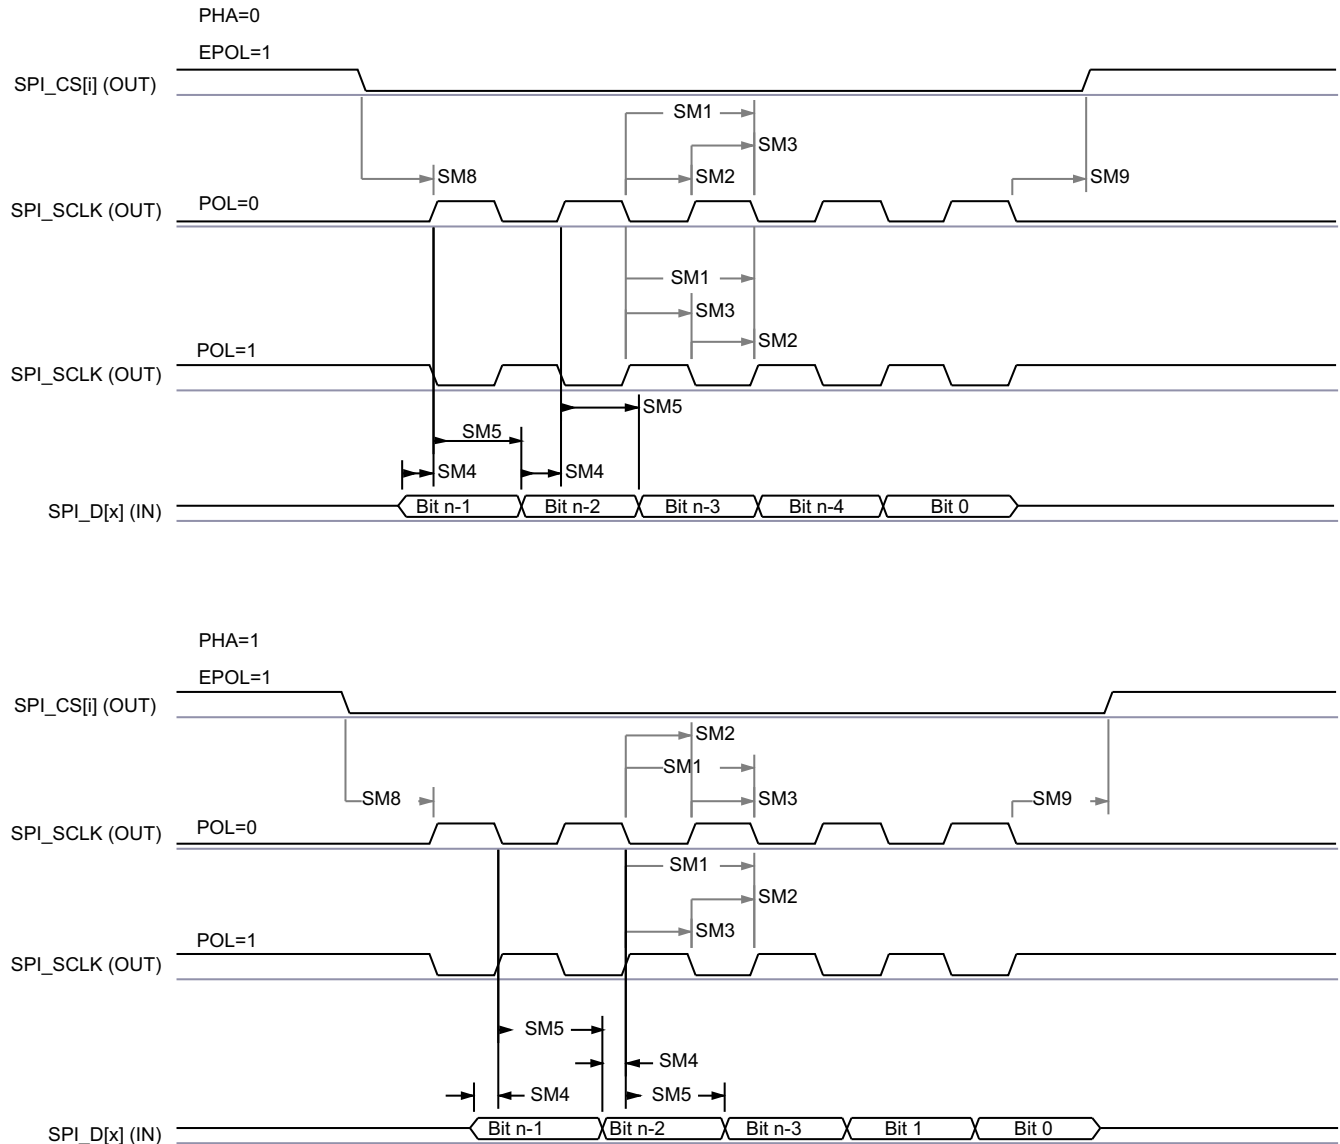 PHA=0
EPOL=1
SPI_CS[i] (OUT)
SM1
SM3
SM8
SM2
SM9
POL=0
SPI_SCLK (OUT)
SM1
SM3
SM2
POL=1
SPI_SCLK (OUT)
SM5
SM5
SM4
SM4
SPI_D[x] (IN)
Bit n-1
Bit n-2
Bit n-3
Bit n-4
Bit 0
PHA=1
EPOL=1
SPI_CS[i] (OUT)
SM2
SM1
SM8
SM3
SM9
SPI_SCLK (OUT)
POL=0
SM1
SM2
SM3
POL=1
SPI_SCLK (OUT)
SM5
SM4
SM4
SM5
SPI_D[x] (IN)
Bit n-1
Bit n-2
Bit n-3
Bit 1
Bit 0